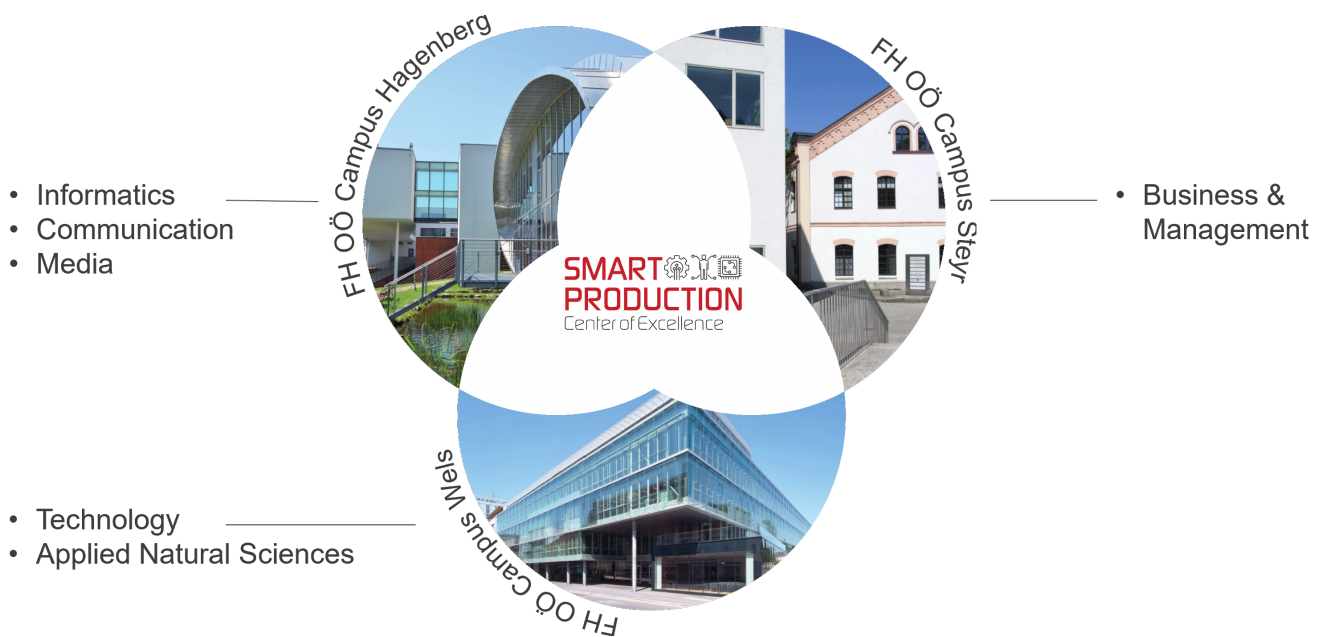 FH OÖ Campus Hagenberg
FH OÖ Campus Steyr
• Informatics
• Communication
• Media
• Business &
Management
SMART
PRODUCTION
Center of Excellence
FH OÖ Campus Wels
• Technology
• Applied Natural Sciences